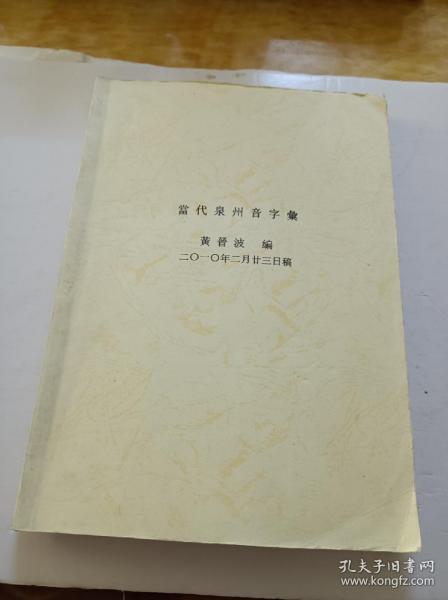 當代泉州音字彙
黃晉波 編
二〇一〇年二月廿三日稿
孔夫子旧书网
www.kongfz.com